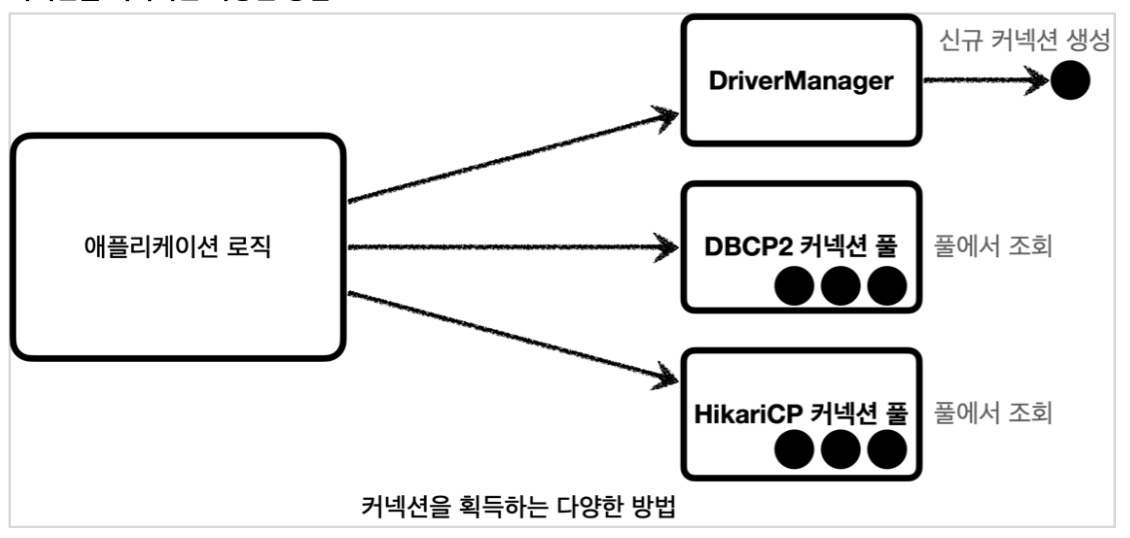 신규 커넥션 생성
DriverManager
애플리케이션 로직
DBCP2 커넥션 풀
풀에서 조회
HikariCP 커넥션 풀
풀에서 조회
커넥션을 획득하는 다양한 방법